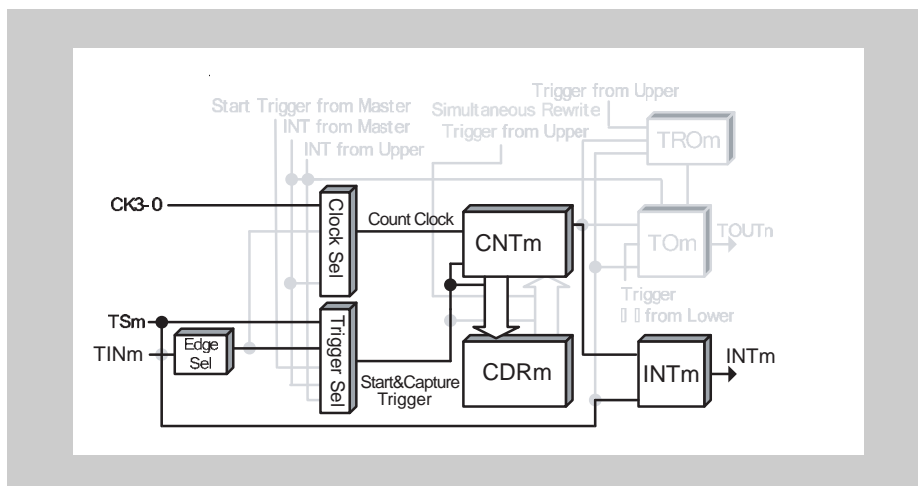 Trigger from Upper
Start Trigger from Master
Simultaneous Rewrite
INT from Master
Trigger from Upper
INT from Upper
TROm
CK3-0
Clock Sel
Count Clock
CNTm
TOm
TOUTn
Trigger
from Lower
TSm
TINm
Edge
Sel
Trigger Sel
Start&Capture
Trigger
CDRm
INTm
INTm